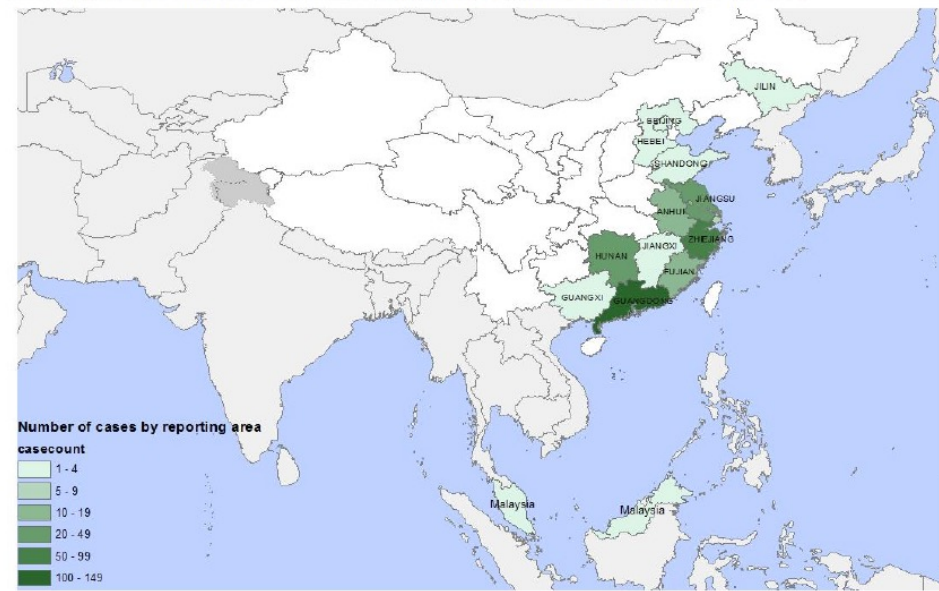 JILIN
BEIJING
HEBEI
SHANDONG
JIANGSU
ANHUI
ZHEJIANG
HUNAN
JIANGXI
FUJIAN
GUANGXI
GUANGDONG
Number of cases by reporting area
casecount
1 - 4
5 - 9
10 - 19
20 - 49
50 - 99
100 - 149
Malaysia
Malaysia